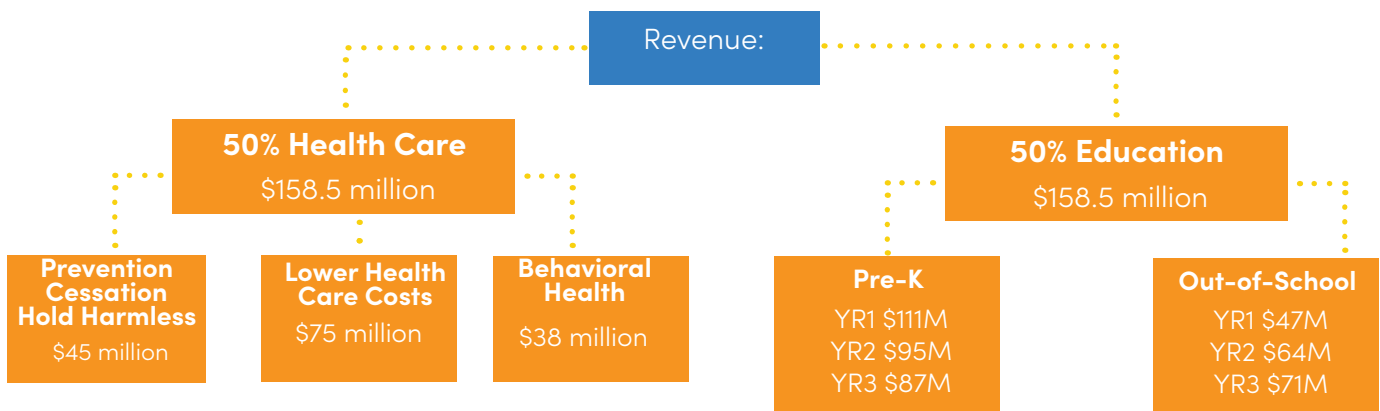 Revenue:
50% Health Care
$158.5 million
50% Education
$158.5 million
Prevention
Cessation
Hold Harmless
$45 million
Lower Health
Care Costs
$75 million
Behavioral
Health
$38 million
Pre-K
YR1 $111M
YR2 $95M
YR3 $87M
Out-of-School
YR1 $47M
YR2 $64M
YR3 $71M